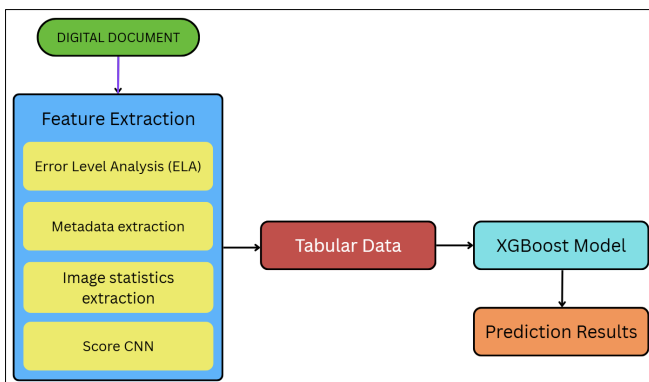 DIGITAL DOCUMENT
Feature Extraction
Error Level Analysis (ELA)
Metadata extraction
Image statistics
extraction
Score CNN
Tabular Data
XGBoost Model
Prediction Results